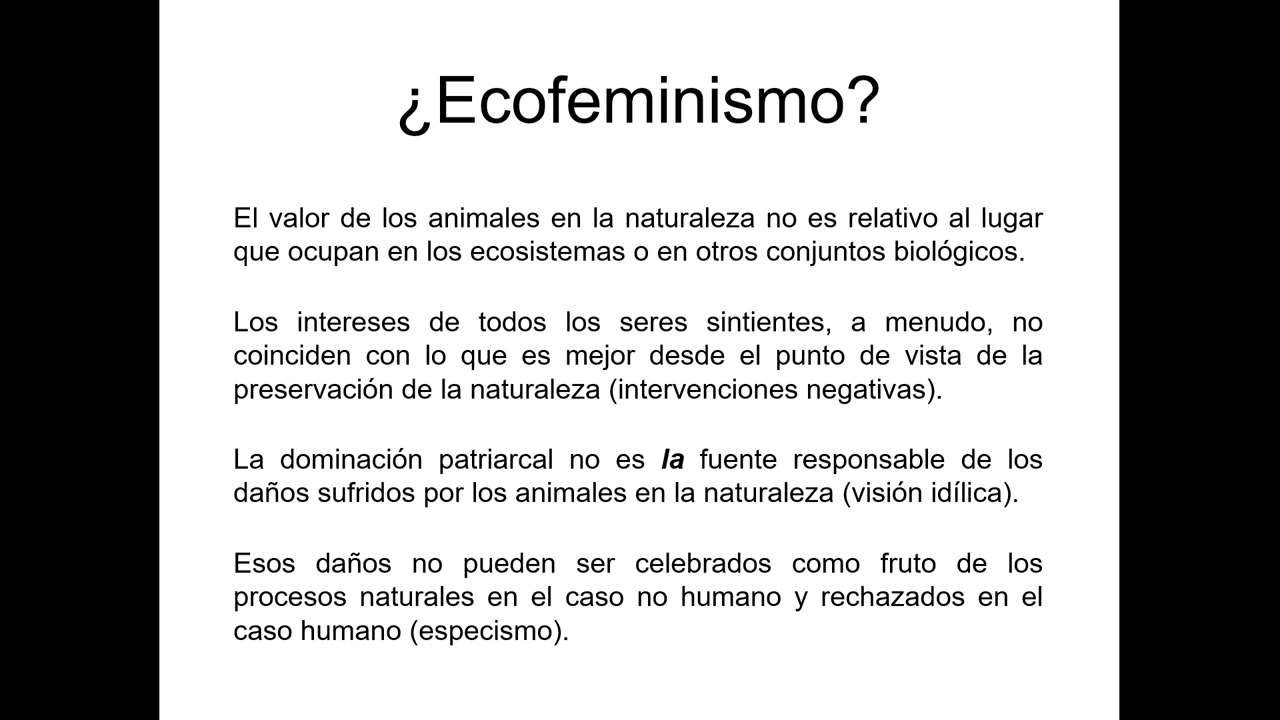 ¿Ecofeminismo?
El valor de los animales en la naturaleza no es relativo al lugar
que ocupan en los ecosistemas o en otros conjuntos biológicos.
Los intereses de todos los seres sintientes, a menudo, no
coinciden con lo que es mejor desde el punto de vista de la
preservación de la naturaleza (intervenciones negativas).
La dominación patriarcal no es la fuente responsable de los
daños sufridos por los animales en la naturaleza (visión idílica).
Esos daños no pueden ser celebrados como fruto de los
procesos naturales en el caso no humano y rechazados en el
caso humano (especismo).